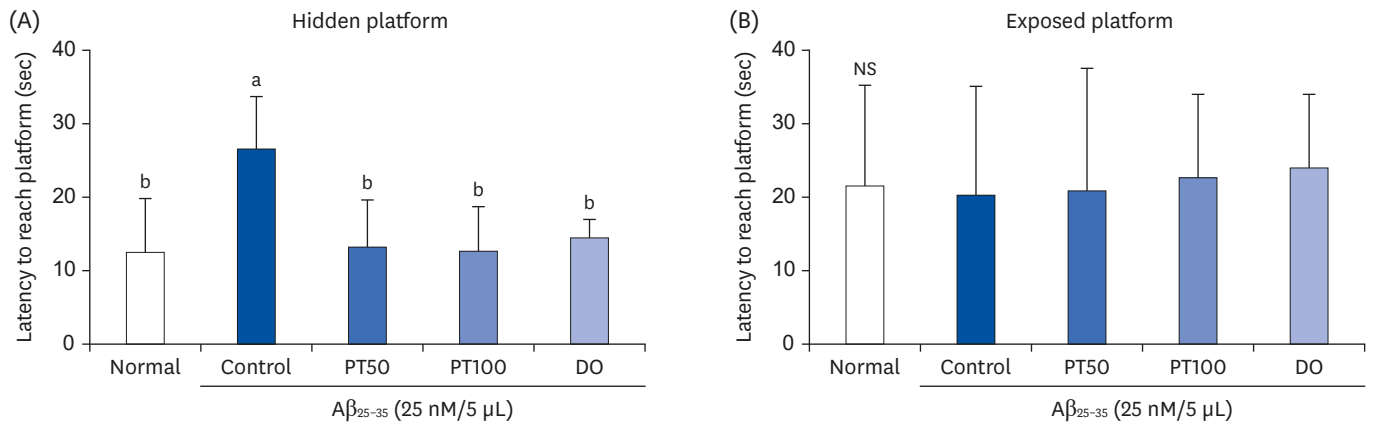 (A)
Hidden platform
Latency to reach platform (sec)
40
30
20
10
0
b
a
b
b
b
Normal
Control
PT50
PT100
DO
Aβ₂₅₋₃₅ (25 nM/5 µL)
(B)
Exposed platform
Latency to reach platform (sec)
40
30
20
10
0
NS
Normal
Control
PT50
PT100
DO
Aβ₂₅₋₃₅ (25 nM/5 µL)